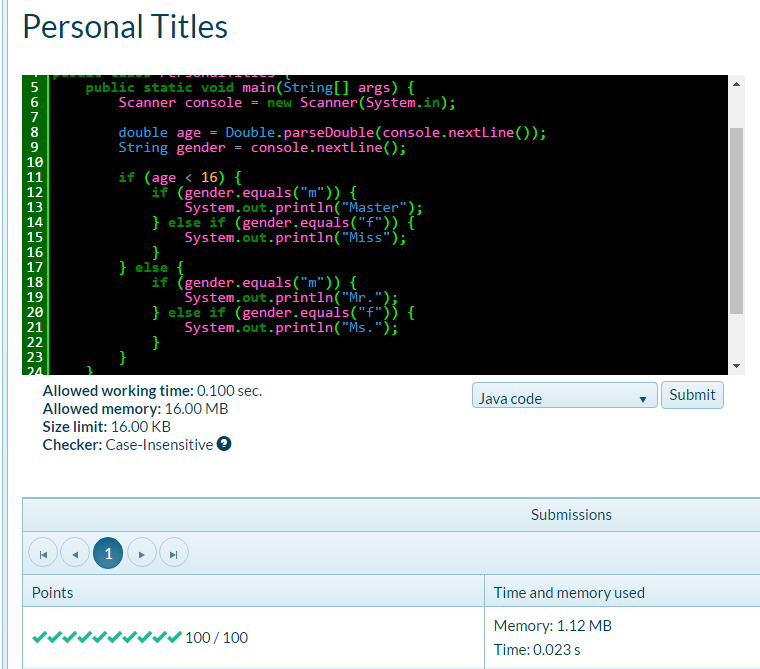 Personal Titles
4 public class PersonalTitles {
5 public static void main(String[] args) {
6 Scanner console = new Scanner(System.in);
7
8 double age = Double.parseDouble(console.nextLine());
9 String gender = console.nextLine();
10
11 if (age < 16) {
12 if (gender.equals("m")) {
13 System.out.println("Master");
14 } else if (gender.equals("f")) {
15 System.out.println("Miss");
16 }
17 } else {
18 if (gender.equals("m")) {
19 System.out.println("Mr.");
20 } else if (gender.equals("f")) {
21 System.out.println("Ms.");
22 }
23 }
24 }
Allowed working time: 0.100 sec.
Allowed memory: 16.00 MB
Size limit: 16.00 KB
Checker: Case-Insensitive ?
Java code Submit
Submissions
1
Points Time and memory used
100 / 100
Memory: 1.12 MB
Time: 0.023 s